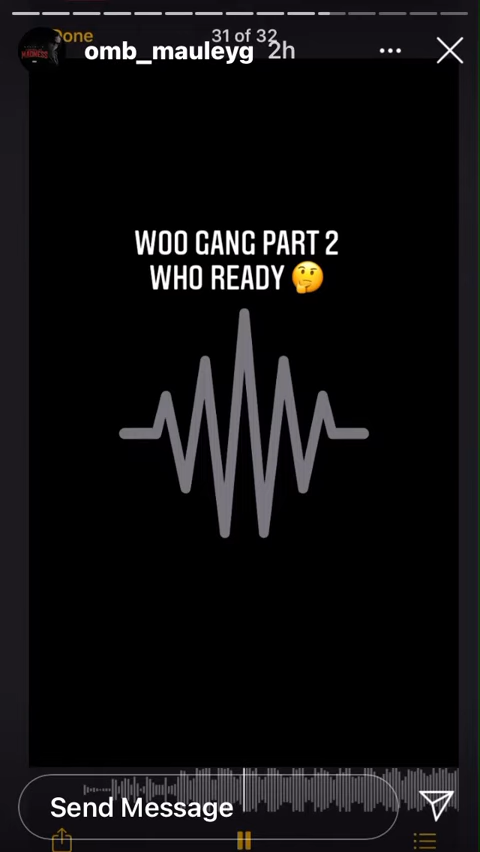 Done
31 of 32
omb_mauleyg 2h
WOO GANG PART 2
WHO READY 🤔
Send Message